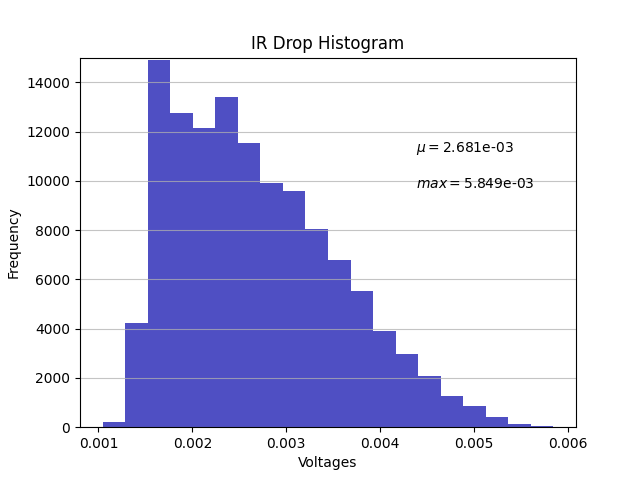 IR Drop Histogram
14000
12000
10000
8000
6000
4000
2000
0
Frequency
μ = 2.681e-03
max = 5.849e-03
0.001 0.002 0.003 0.004 0.005 0.006
Voltages